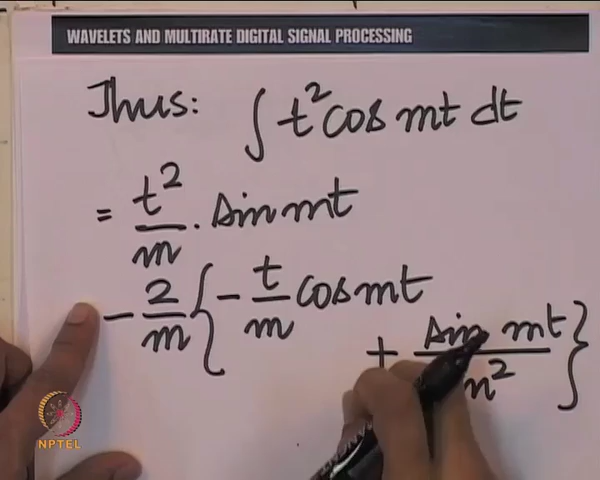 WAVELETS AND MULTIRATE DIGITAL SIGNAL PROCESSING
Thus: ∫ t² cos mt dt
= t²/m . sin mt
- 2/m { - t/m cos mt
+ sin mt / m² }
NPTEL